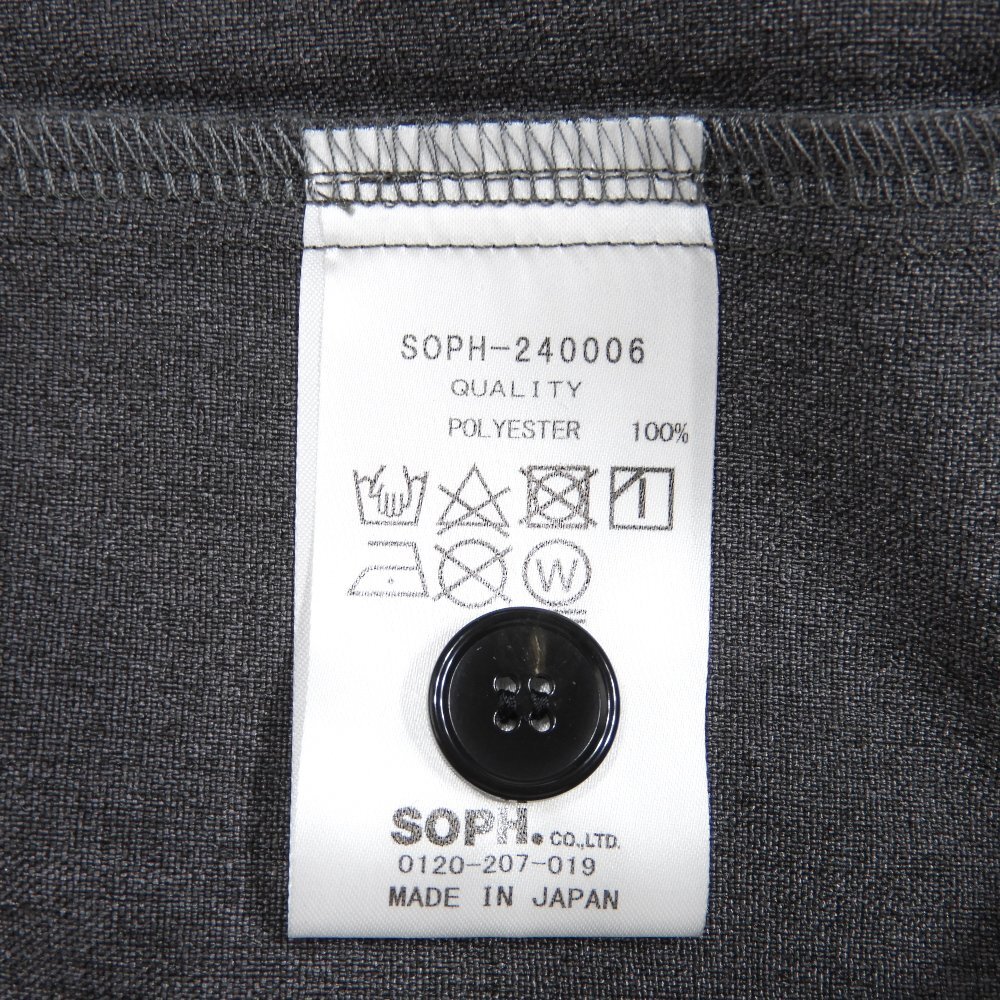 SOPH-240006
QUALITY
POLYESTER 100%
W
SOPH. CO.,LTD.
0120-207-019
MADE IN JAPAN